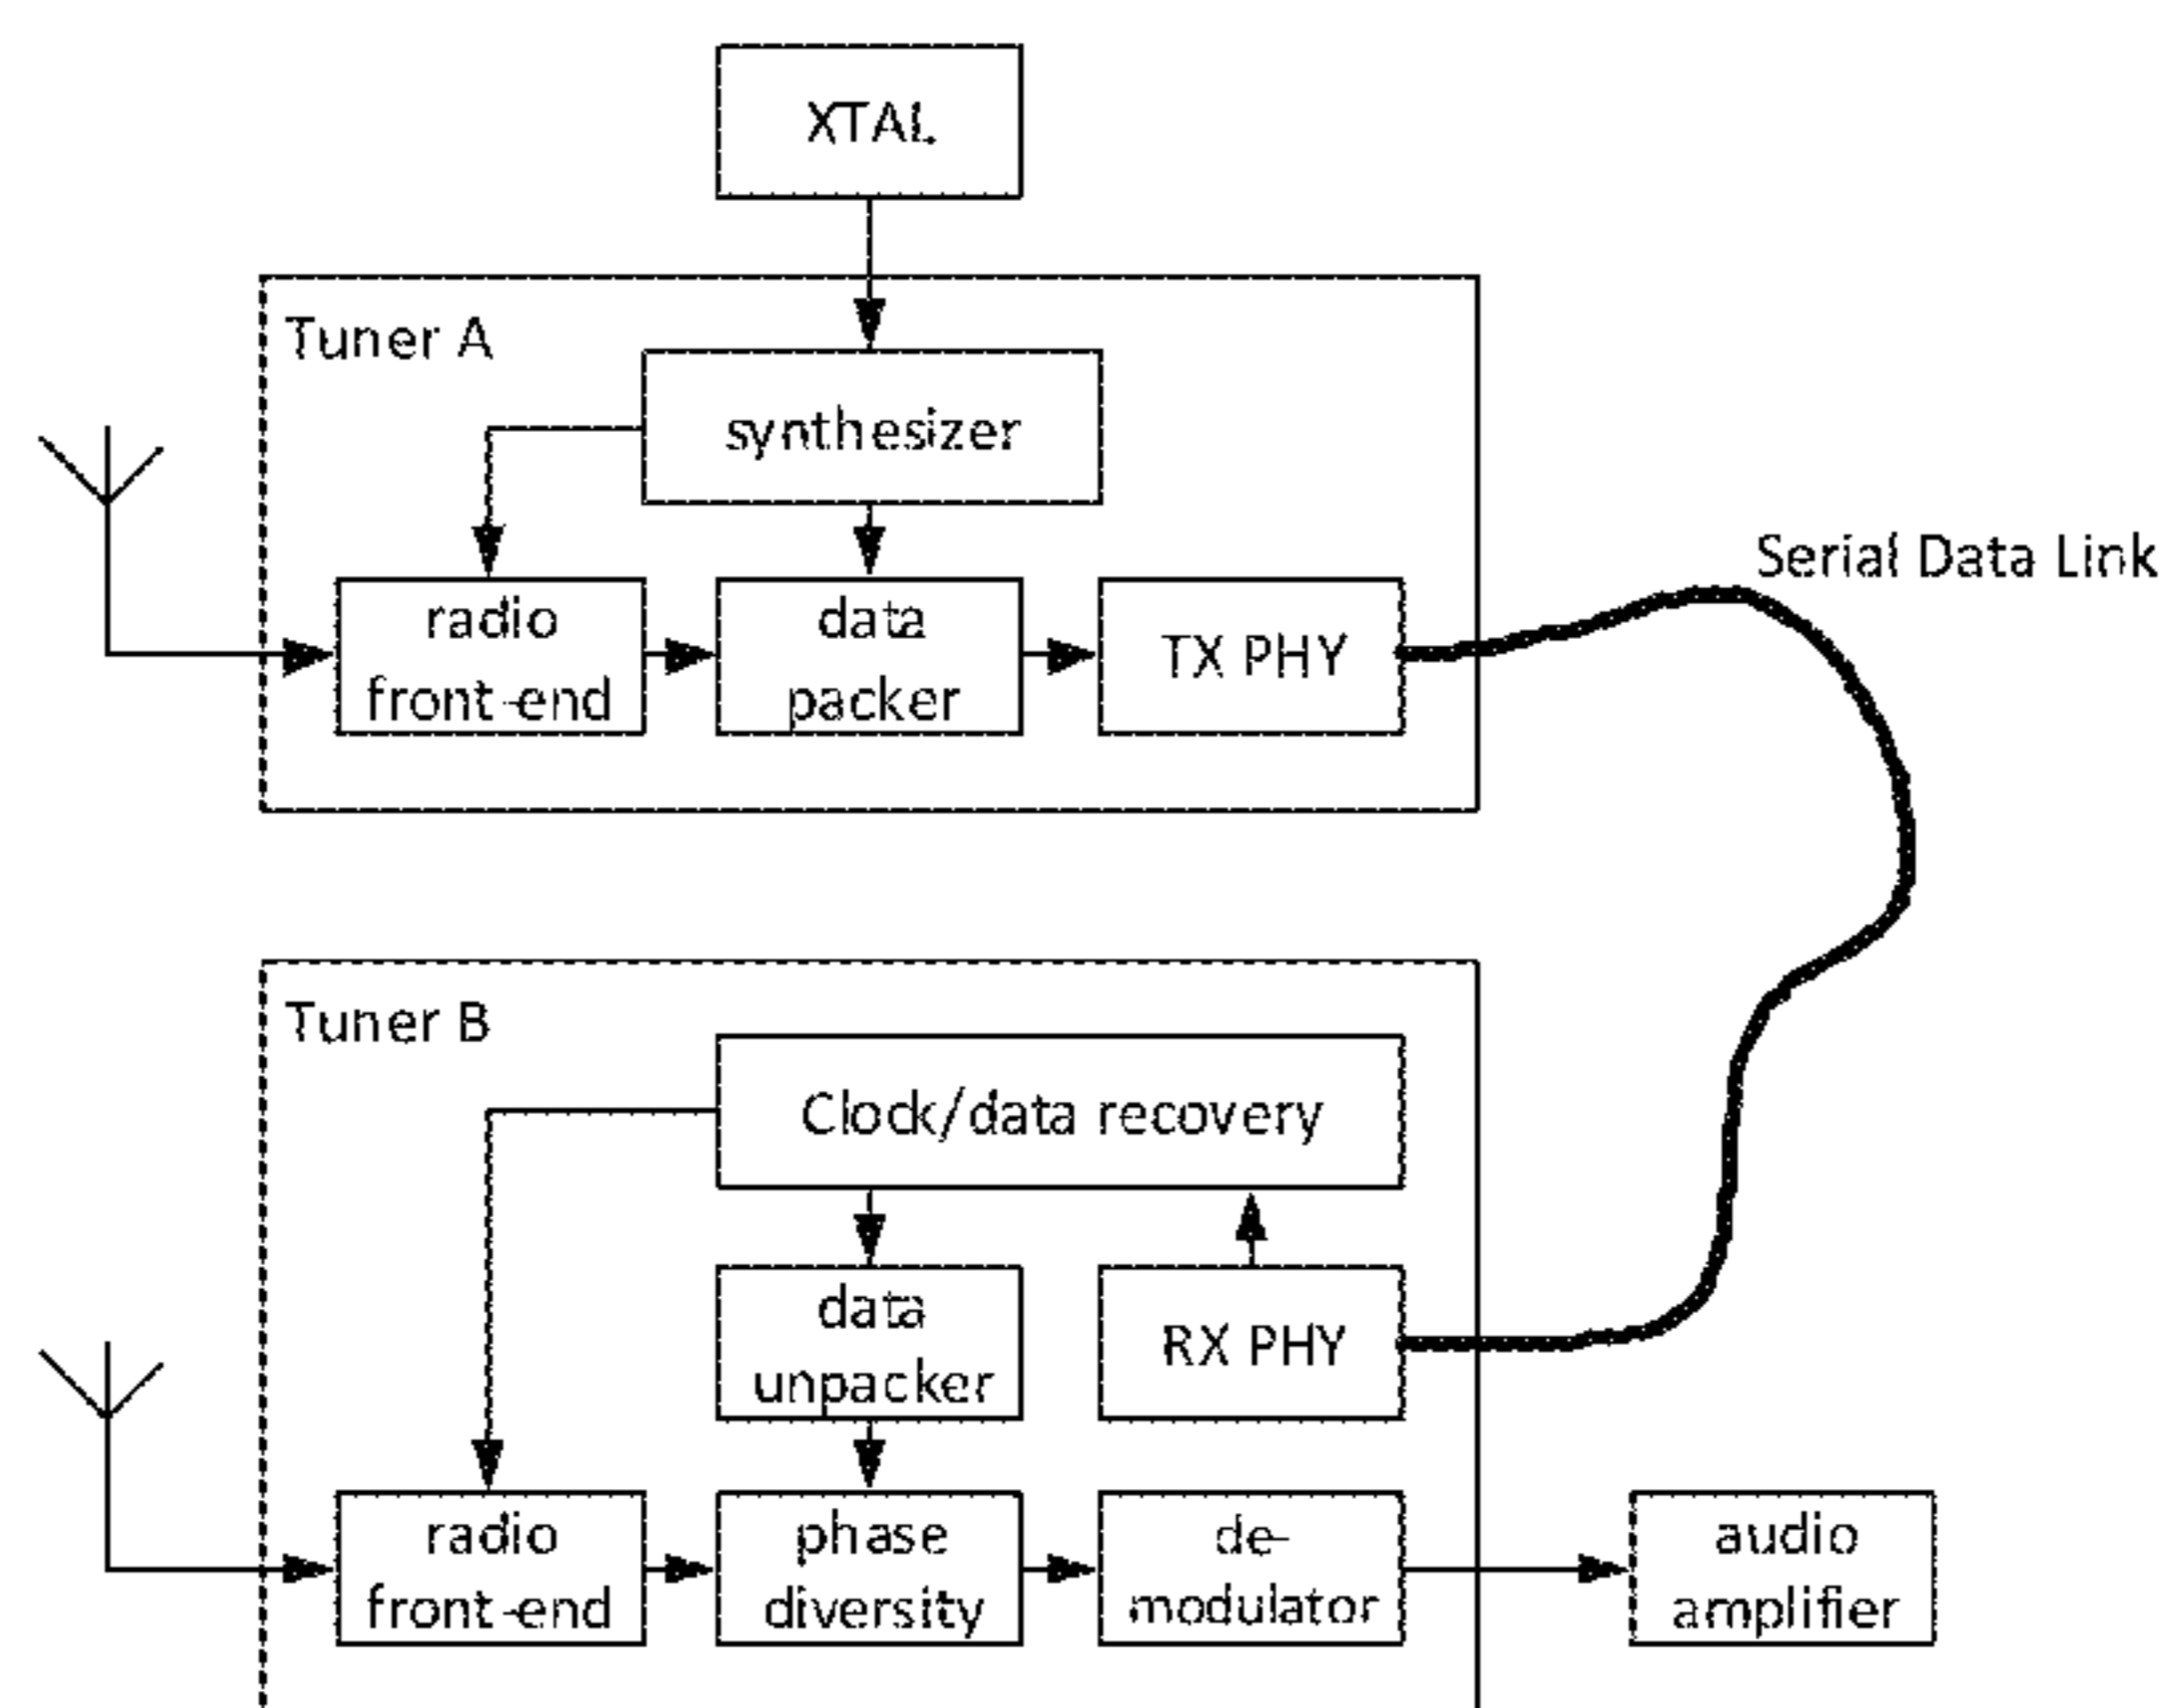 XTAL
Tuner A
synthesizer
radio
front-end
data
packer
TX PHY
Serial Data Link
Tuner B
Clock/data recovery
data
unpacker
RX PHY
radio
front-end
phase
diversity
de-
modulator
audio
amplifier